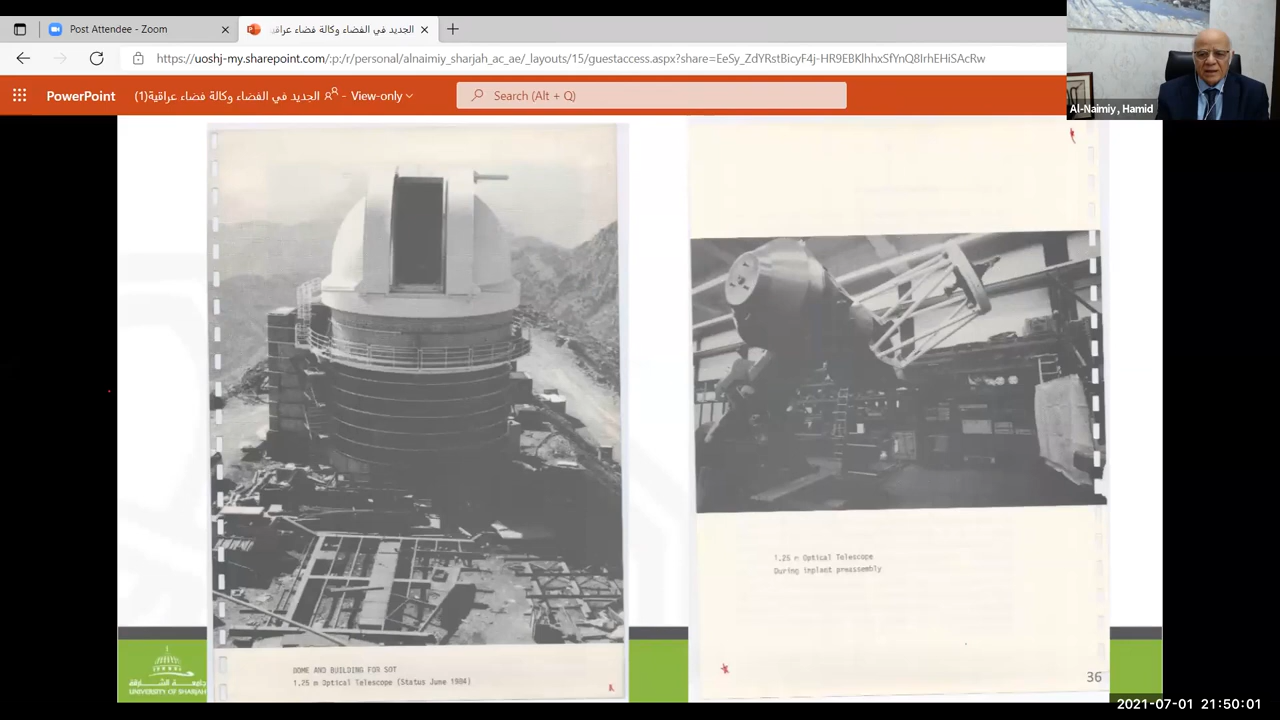 Post Attendee - Zoom
الجديد في الفضاء وكالة فضاء عراقية
https://uoshj-my.sharepoint.com/:p:/r/personal/alnaimiy_sharjah_ac_ae/_layouts/15/guestaccess.aspx?share=EeSy_ZdYRstBicyF4j-HR9EBKlhhxSfYnQ8IrhEHiSAcRw
PowerPoint
الجديد في الفضاء وكالة فضاء عراقية(1) - View-only
Search (Alt + Q)
Al-Naimiy, Hamid
1.25 m Optical Telescope
During implant preassembly
DOME AND BUILDING FOR SOT
1.25 m Optical Telescope (Status June 1984)
جامعة الشارقة
UNIVERSITY OF SHARJAH
36
2021-07-01 21:50:01